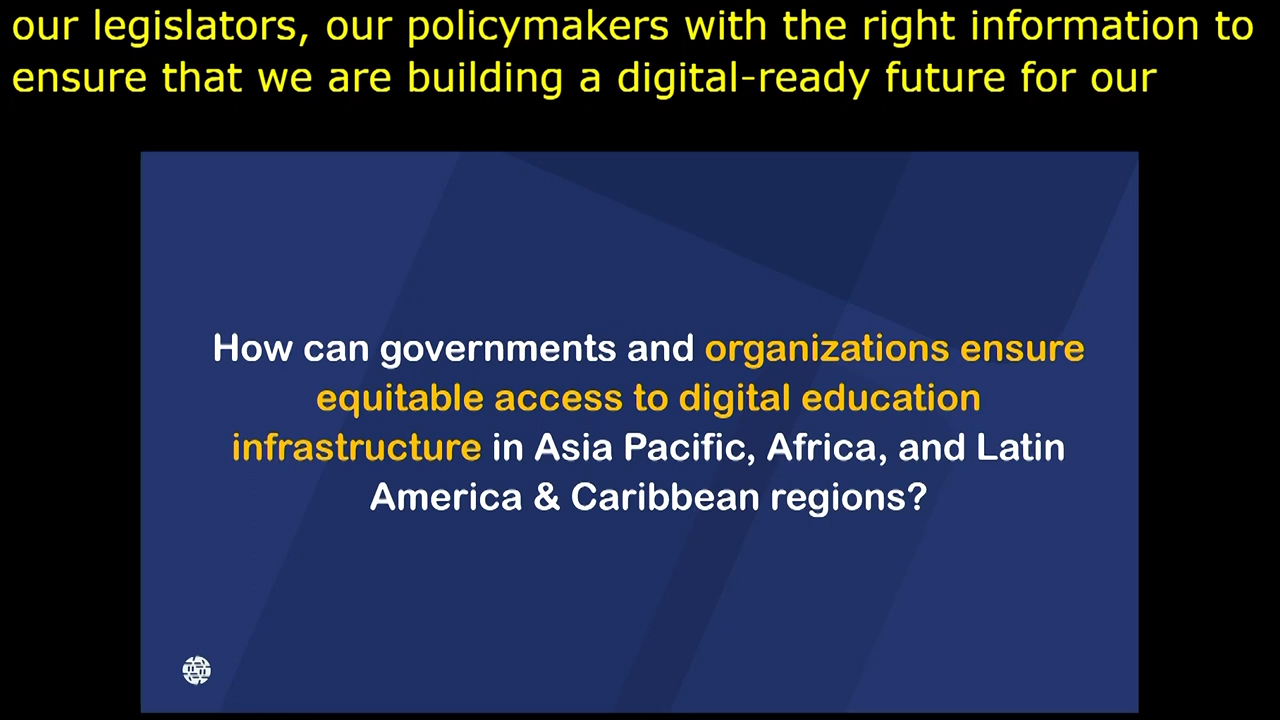 our legislators, our policymakers with the right information to
ensure that we are building a digital-ready future for our
How can governments and organizations ensure
equitable access to digital education
infrastructure in Asia Pacific, Africa, and Latin
America & Caribbean regions?